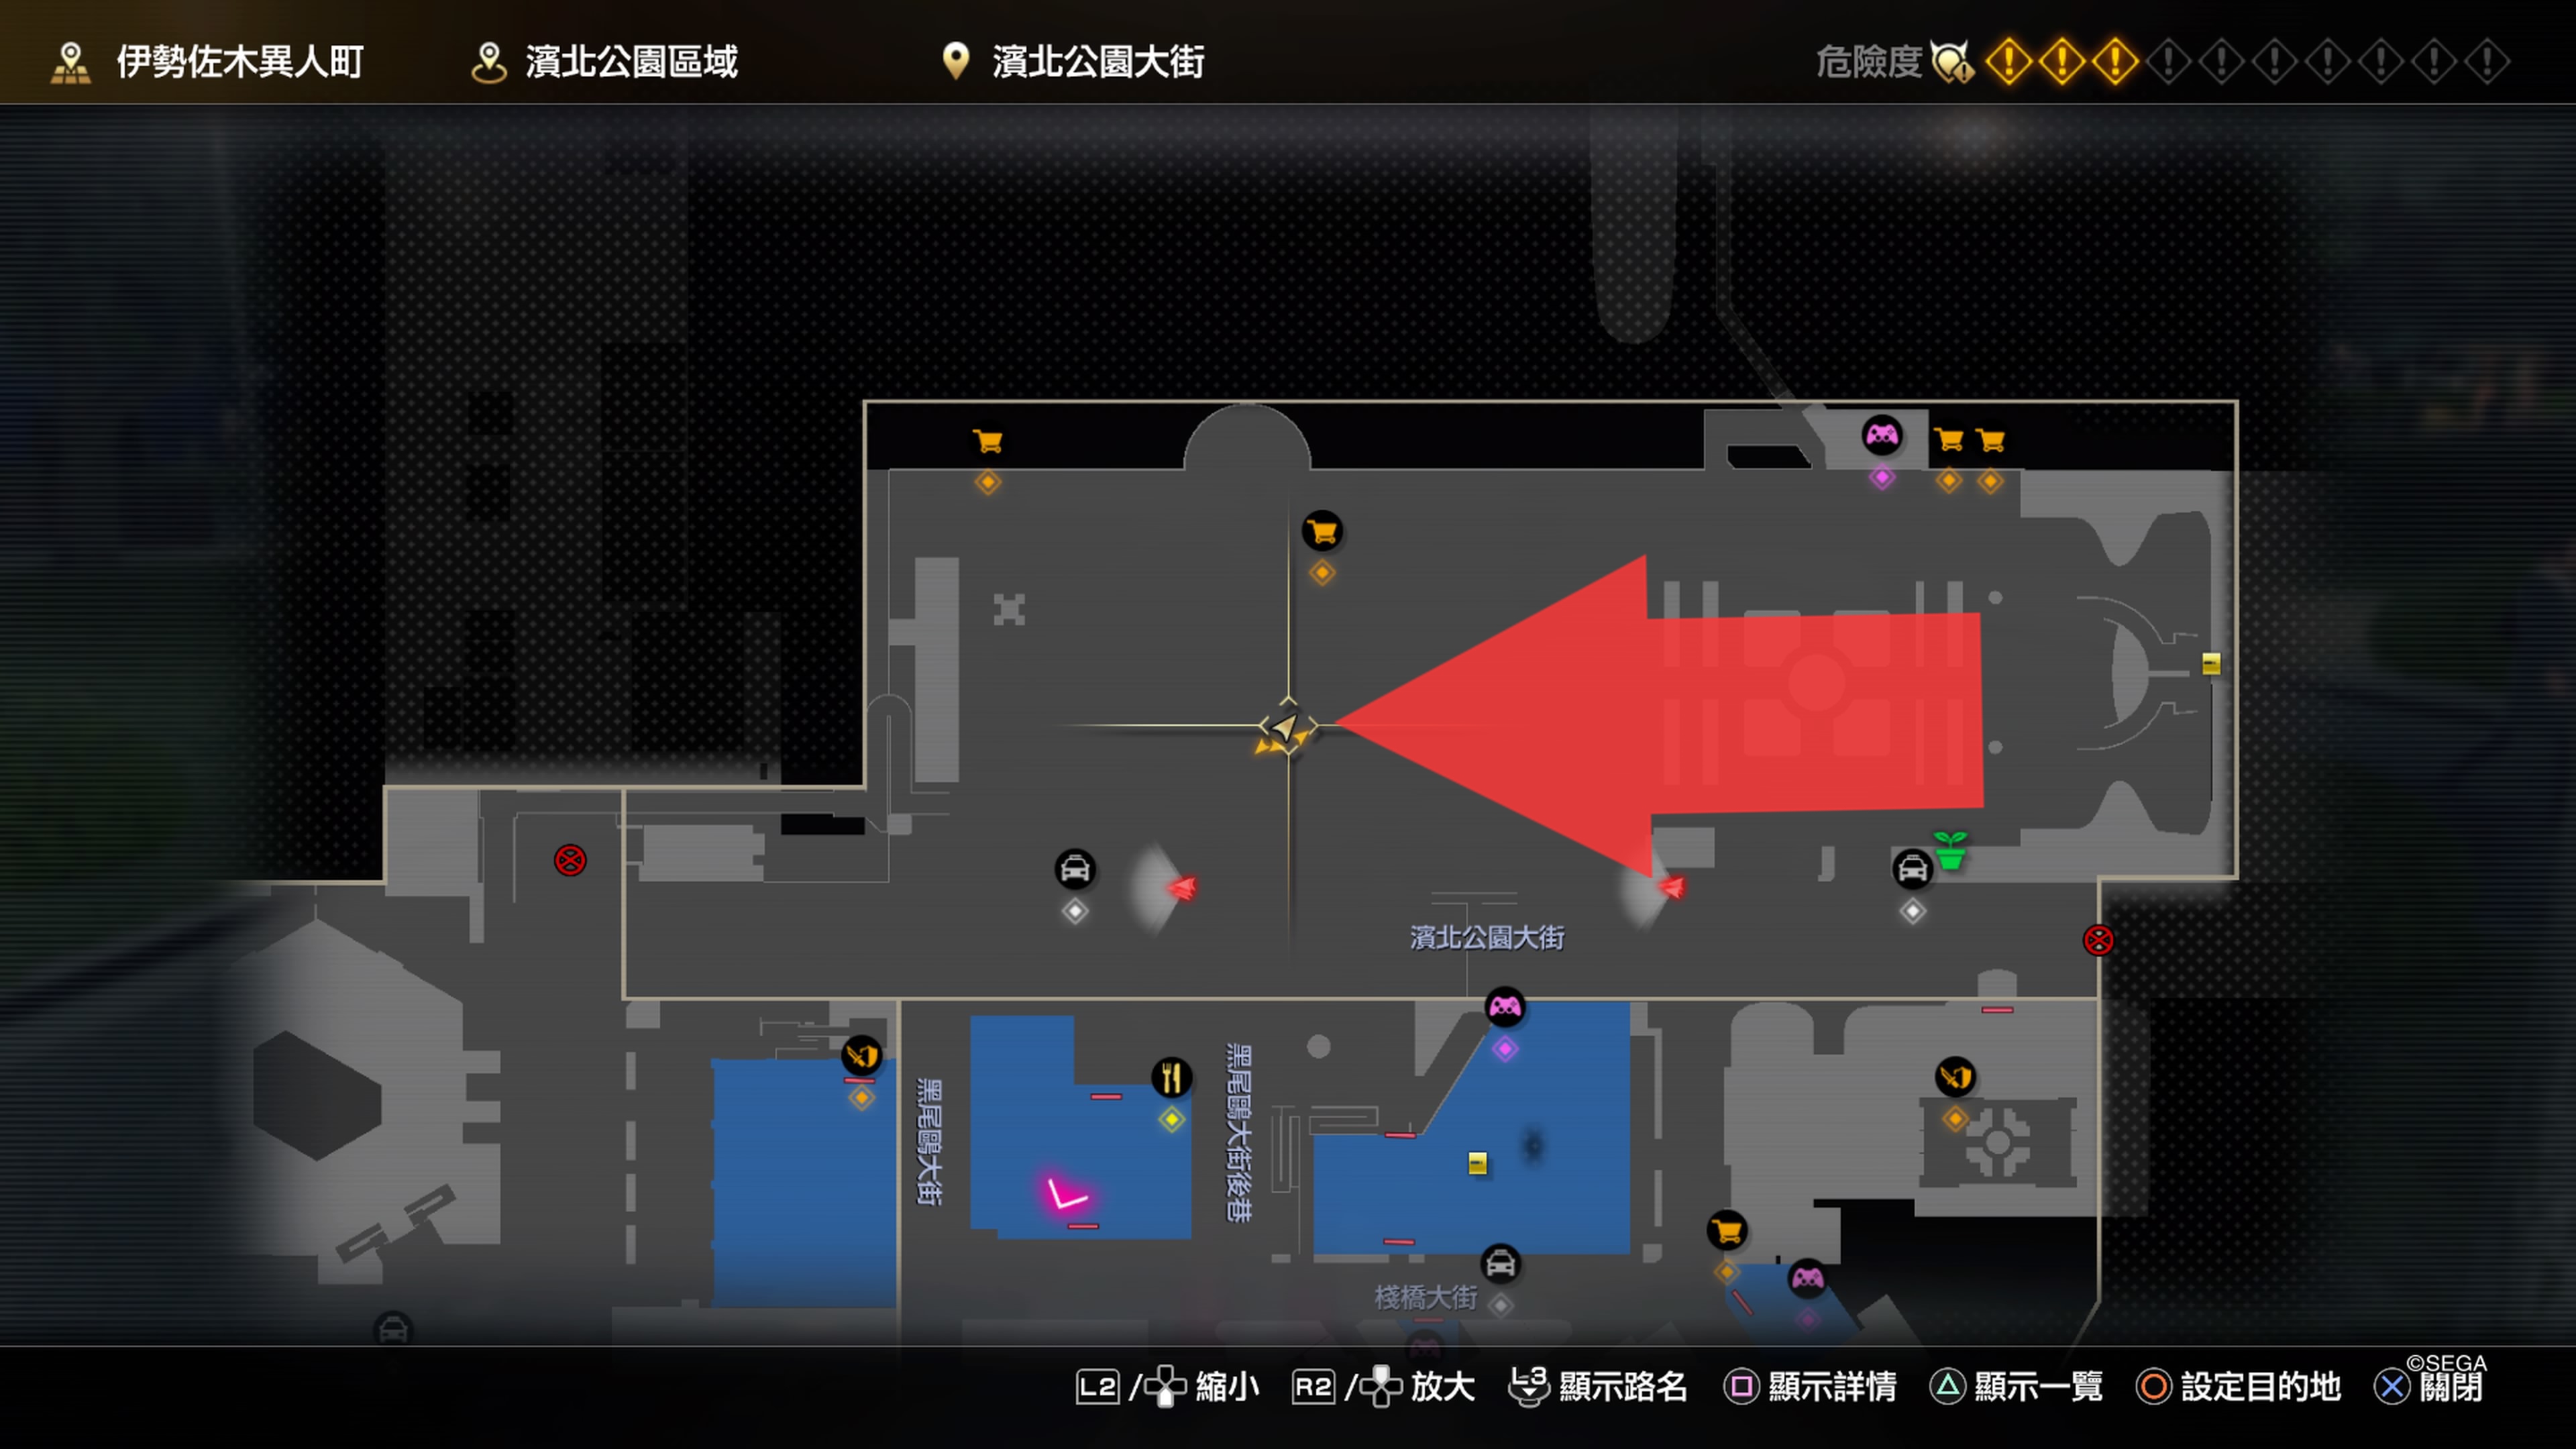 伊勢佐木異人町
濱北公園區域
濱北公園大街
危險度
濱北公園大街
黑尾鷗大街
黑尾鷗大街後巷
棧橋大街
©SEGA
L2 / 縮小
R2 / 放大
L3 顯示路名
顯示詳情
顯示一覽
設定目的地
關閉